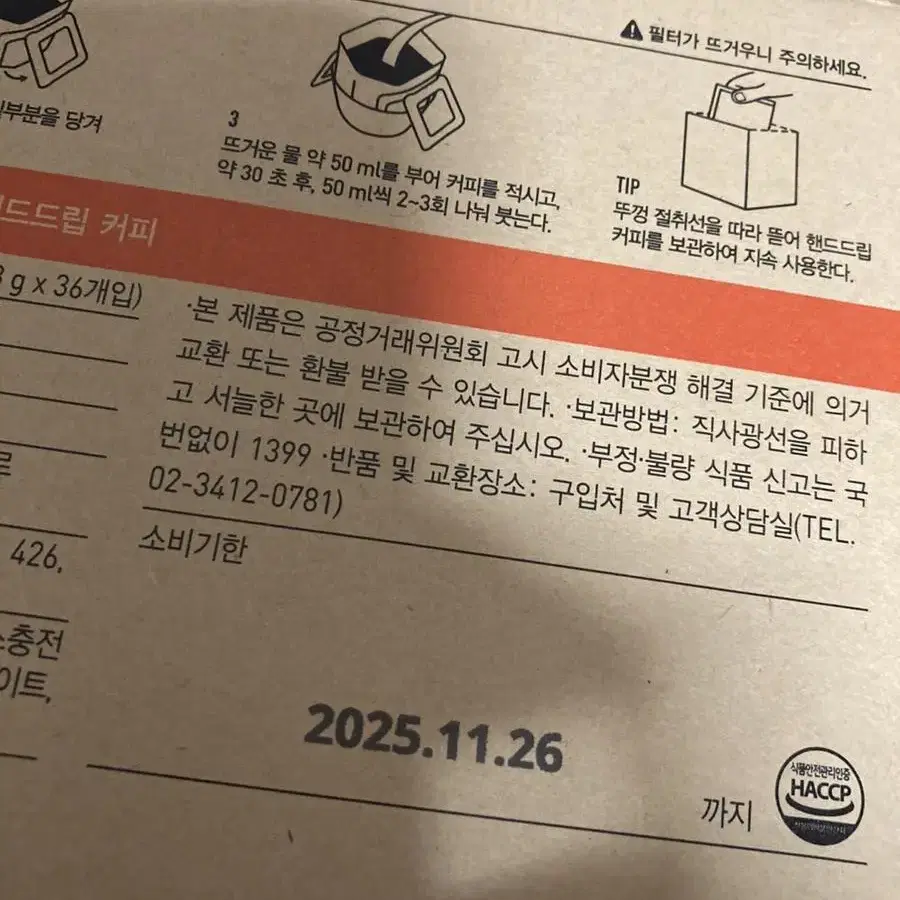 필터가 뜨거우니 주의하세요.
부분을 당겨
3
뜨거운 물 약 50 ml를 부어 커피를 적시고,
약 30 초 후, 50 ml씩 2~3회 나눠 붓는다.
TIP
뚜껑 절취선을 따라 뜯어 핸드드립
커피를 보관하여 지속 사용한다.
드드립 커피
g x 36개입)
·본 제품은 공정거래위원회 고시 소비자분쟁 해결 기준에 의거
교환 또는 환불 받을 수 있습니다. ·보관방법: 직사광선을 피하
고 서늘한 곳에 보관하여 주십시오. ·부정·불량 식품 신고는 국
번없이 1399 ·반품 및 교환장소: 구입처 및 고객상담실(TEL.
02-3412-0781)
426,
충전
이트,
소비기한
2025.11.26
까지
식품안전관리인증
HACCP